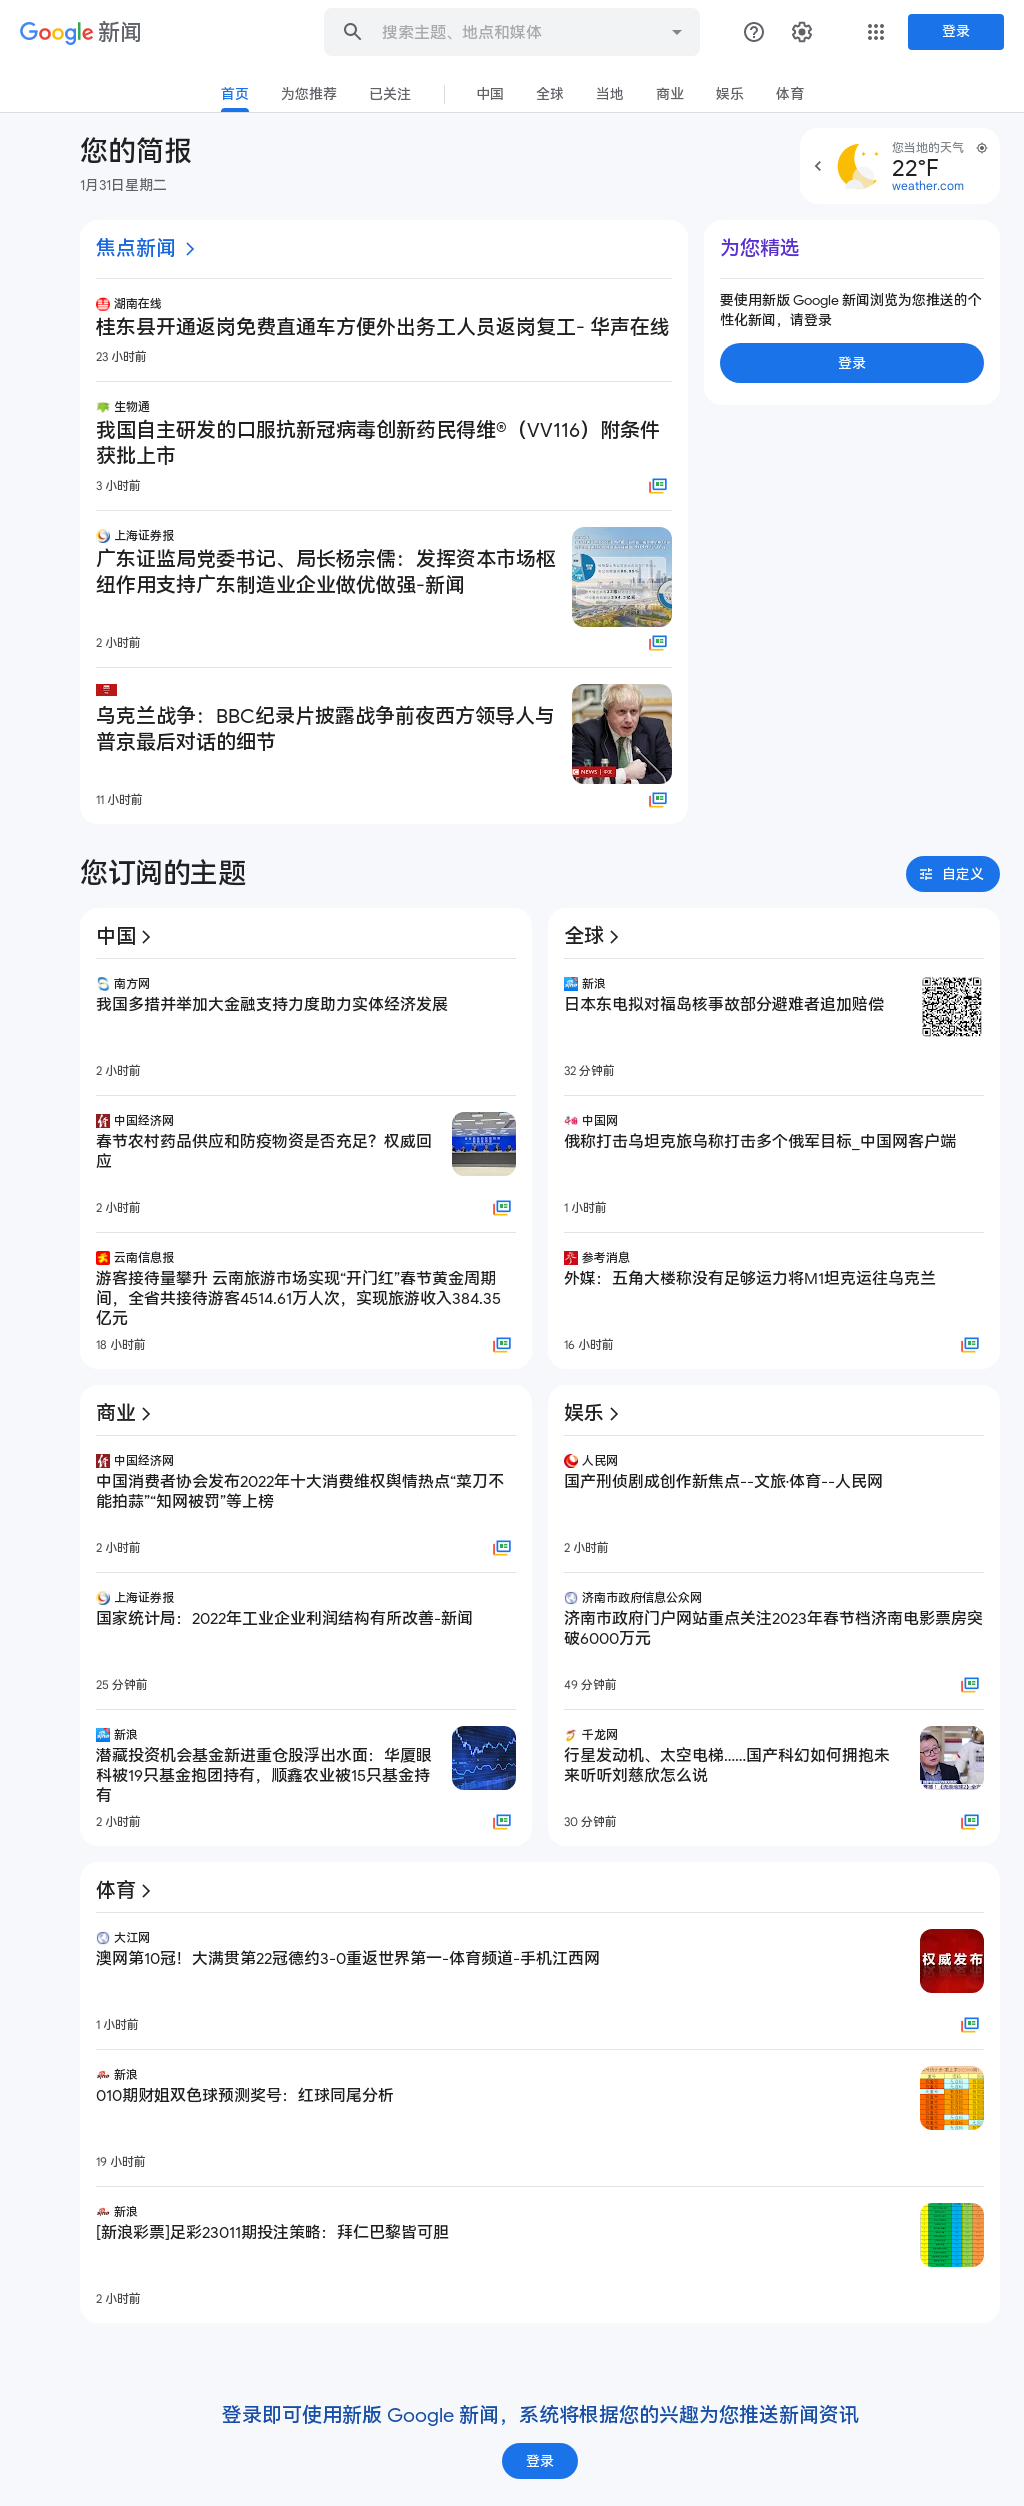 Google 新闻
搜索主题、地点和媒体
登录
首页
为您推荐
已关注
中国
全球
当地
商业
娱乐
体育
您的简报
1月31日星期二
您当地的天气
22°F
weather.com
焦点新闻
湖南在线
桂东县开通返岗免费直通车方便外出务工人员返岗复工- 华声在线
23 小时前
生物通
我国自主研发的口服抗新冠病毒创新药民得维®（VV116）附条件
获批上市
3 小时前
上海证券报
广东证监局党委书记、局长杨宗儒：发挥资本市场枢
纽作用支持广东制造业企业做优做强-新闻
2 小时前
乌克兰战争：BBC纪录片披露战争前夜西方领导人与
普京最后对话的细节
NEWS 中文
11 小时前
为您精选
要使用新版 Google 新闻浏览为您推送的个
性化新闻，请登录
登录
您订阅的主题
自定义
中国
南方网
我国多措并举加大金融支持力度助力实体经济发展
2 小时前
中国经济网
春节农村药品供应和防疫物资是否充足？权威回
应
2 小时前
云南信息报
游客接待量攀升 云南旅游市场实现“开门红”春节黄金周期
间，全省共接待游客4514.61万人次，实现旅游收入384.35
亿元
18 小时前
全球
新浪
日本东电拟对福岛核事故部分避难者追加赔偿
32 分钟前
中国网
俄称打击乌坦克旅乌称打击多个俄军目标_中国网客户端
1 小时前
参考消息
外媒：五角大楼称没有足够运力将M1坦克运往乌克兰
16 小时前
商业
中国经济网
中国消费者协会发布2022年十大消费维权舆情热点“菜刀不
能拍蒜”“知网被罚”等上榜
2 小时前
上海证券报
国家统计局：2022年工业企业利润结构有所改善-新闻
25 分钟前
新浪
潜藏投资机会基金新进重仓股浮出水面：华厦眼
科被19只基金抱团持有，顺鑫农业被15只基金持
有
2 小时前
娱乐
人民网
国产刑侦剧成创作新焦点--文旅·体育--人民网
2 小时前
济南市政府信息公众网
济南市政府门户网站重点关注2023年春节档济南电影票房突
破6000万元
49 分钟前
千龙网
行星发动机、太空电梯……国产科幻如何拥抱未
来听听刘慈欣怎么说
30 分钟前
体育
大江网
澳网第10冠！大满贯第22冠德约3-0重返世界第一-体育频道-手机江西网
权威发布
1 小时前
新浪
010期财姐双色球预测奖号：红球同尾分析
19 小时前
新浪
[新浪彩票]足彩23011期投注策略：拜仁巴黎皆可胆
2 小时前
登录即可使用新版 Google 新闻，系统将根据您的兴趣为您推送新闻资讯
登录